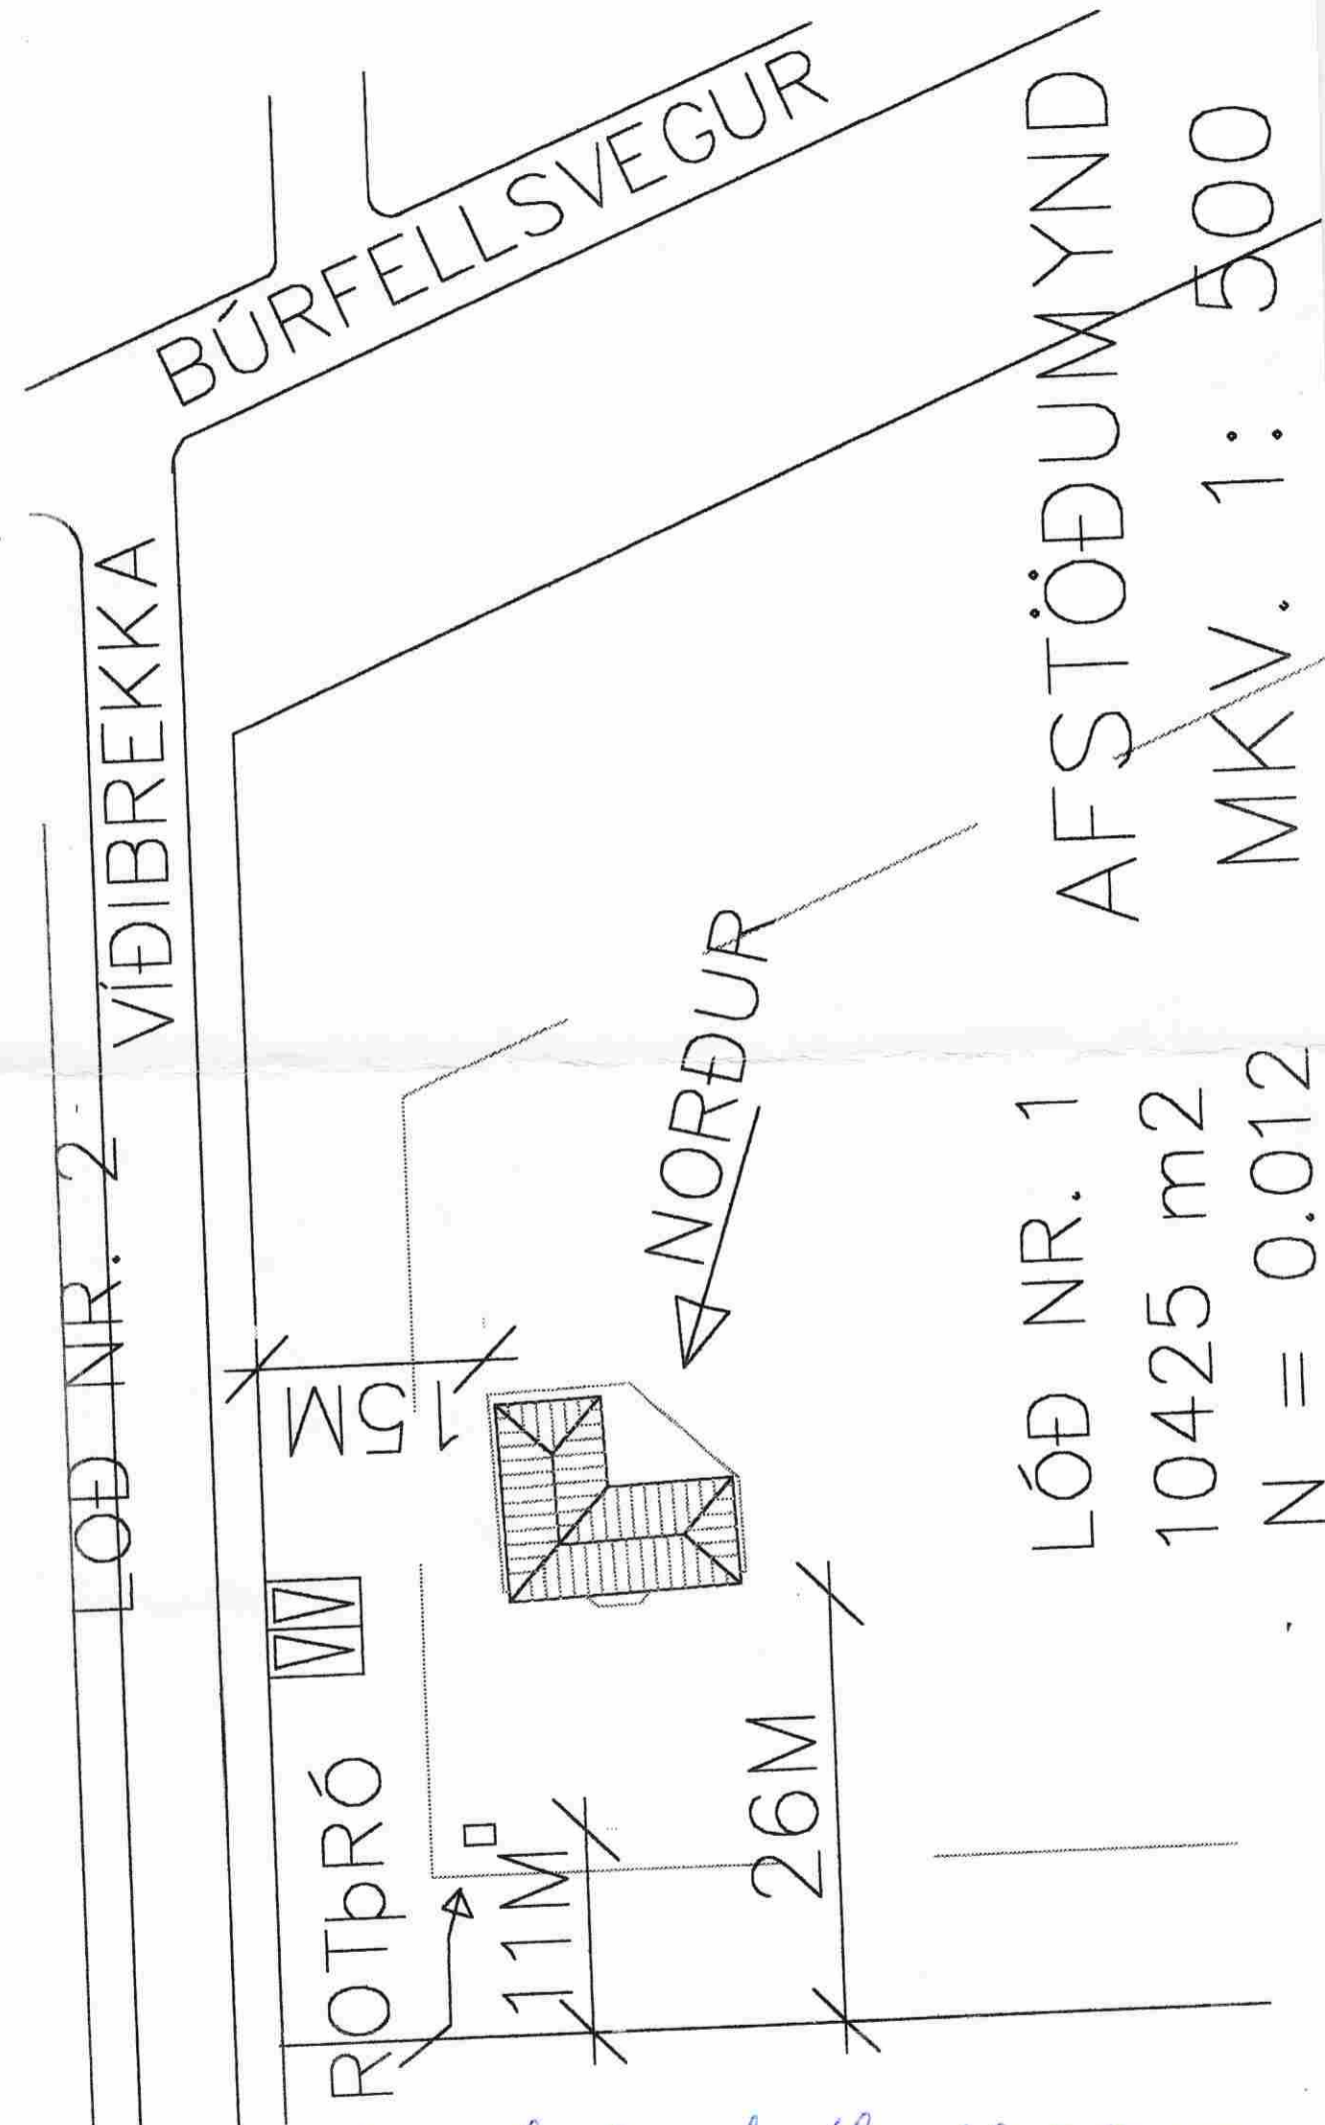 BÚRFELLSVEGUR
VÍÐIBREKKA
LÓÐ NR. 2
15M
ROTÞRÓ
11M
26M
NORÐUR
AFSTÖÐUMYND
MKV. 1: 500
LÓÐ NR. 1
10425 m2
N = 0.012